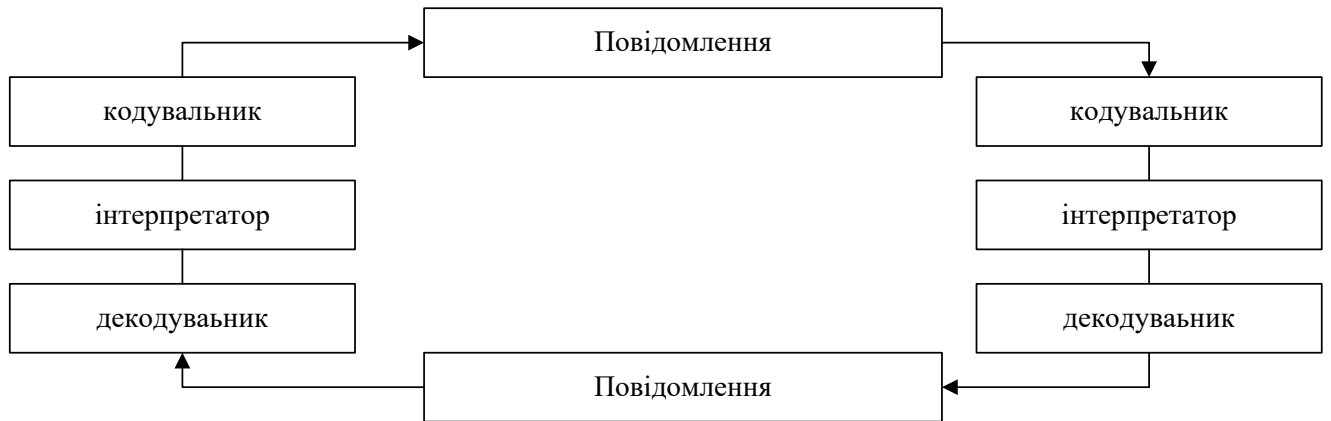 Повідомлення
кодувальник
кодувальник
інтерпретатор
інтерпретатор
декодуваьник
декодуваьник
Повідомлення